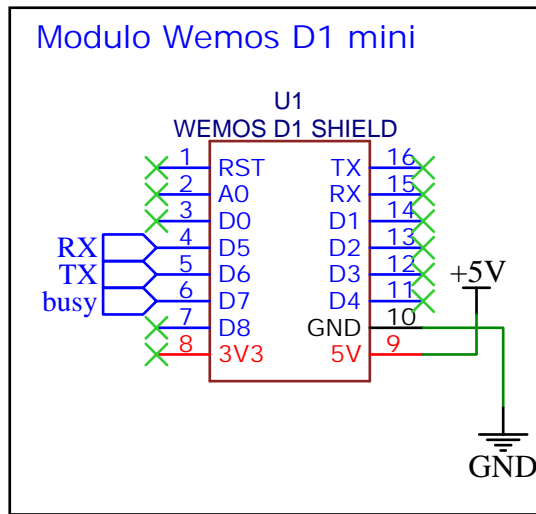 Modulo Wemos D1 mini
U1
WEMOS D1 SHIELD
1 RST TX 16
2 A0 RX 15
3 D0 D1 14
RX 4 D5 D2 13
TX 5 D6 D3 12
busy 6 D7 D4 11
7 D8 GND 10
8 3V3 5V 9
+5V
GND